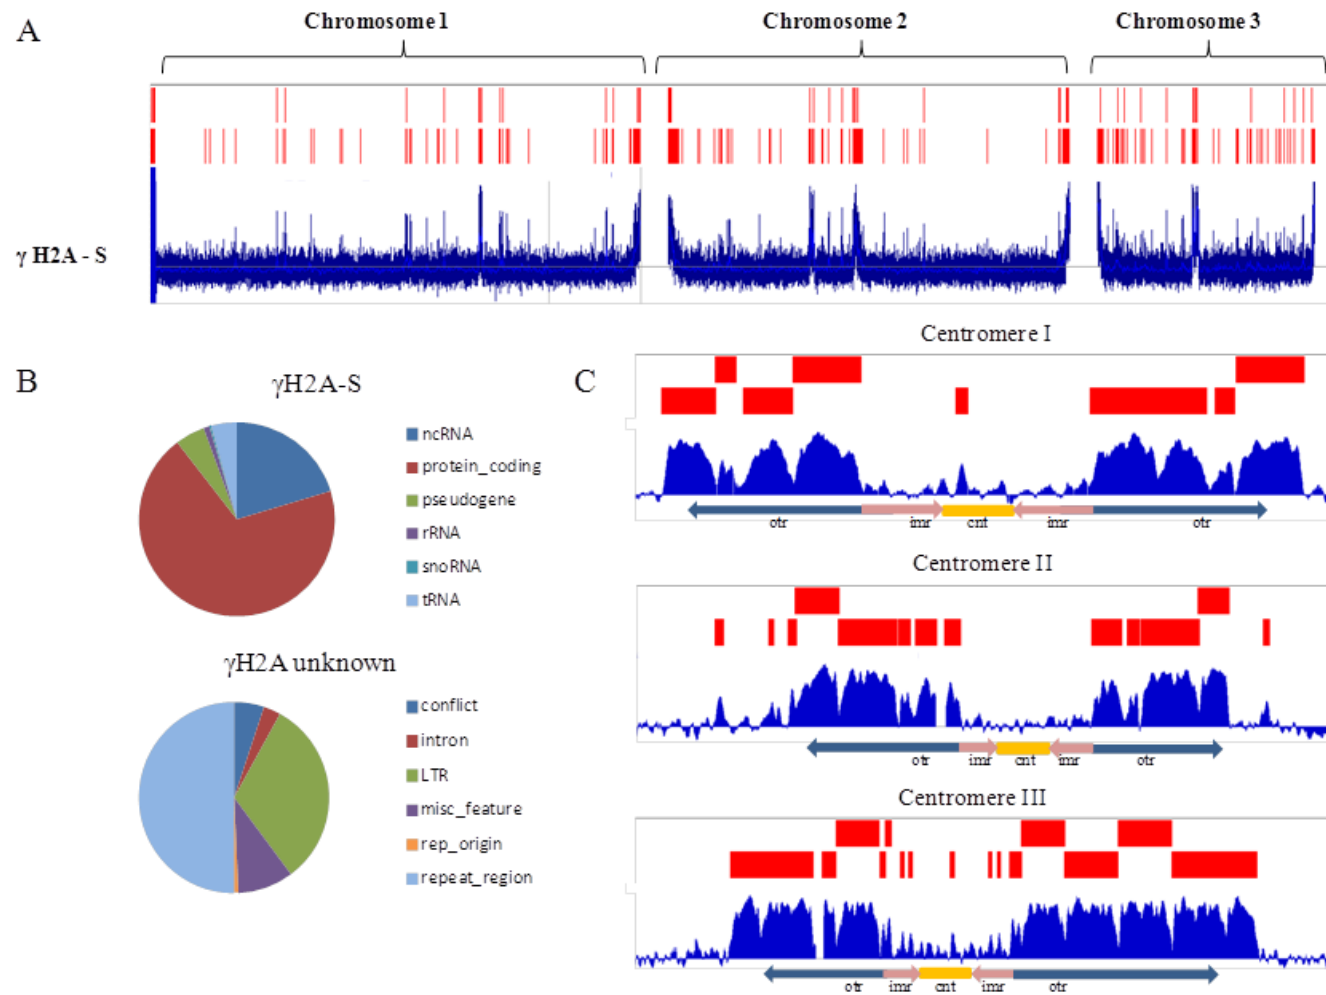 A
Chromosome 1
Chromosome 2
Chromosome 3
γ H2A - S
B
γH2A-S
ncRNA
protein_coding
pseudogene
rRNA
snoRNA
tRNA
γH2A unknown
conflict
intron
LTR
misc_feature
rep_origin
repeat_region
C
Centromere I
otr imr cnt imr otr
Centromere II
otr imr cnt imr otr
Centromere III
otr imr cnt imr otr